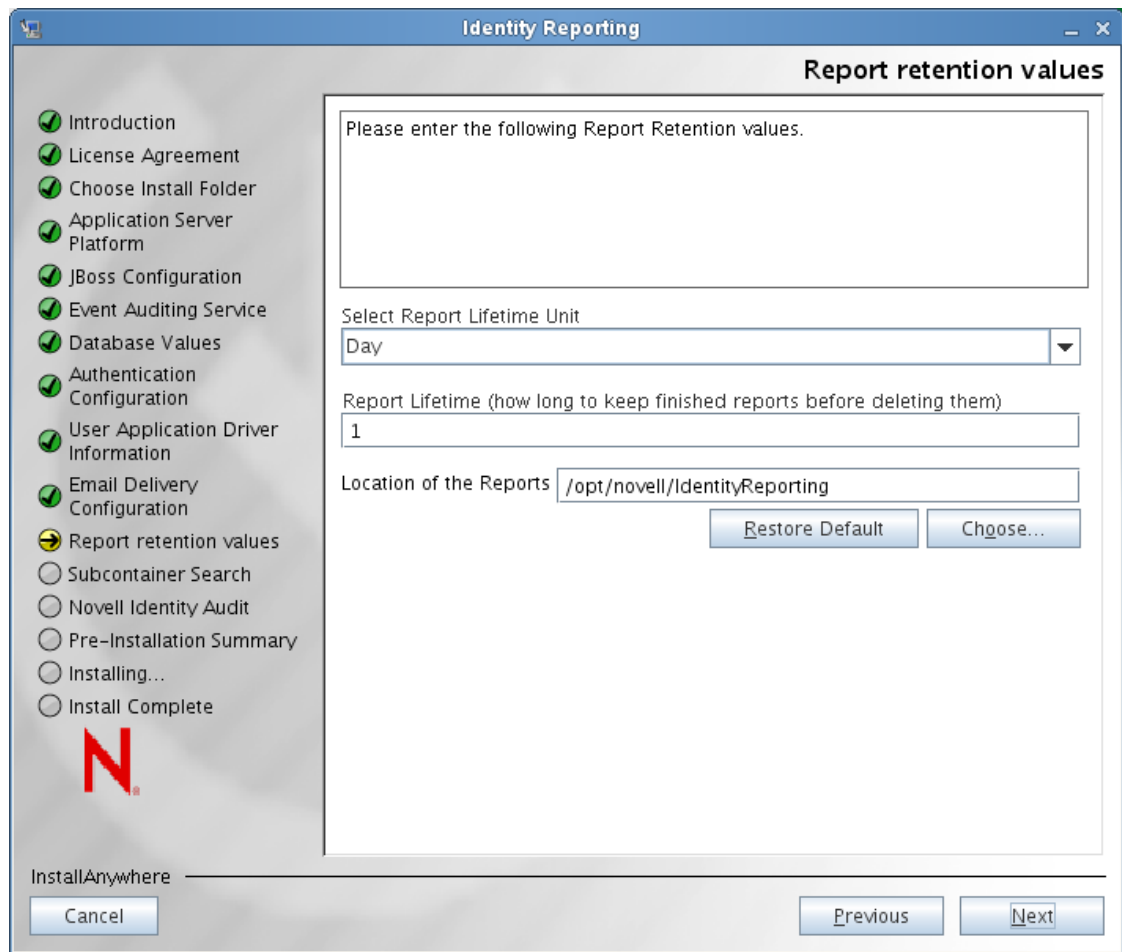 Identity Reporting
Report retention values
Introduction
License Agreement
Choose Install Folder
Application Server
Platform
JBoss Configuration
Event Auditing Service
Database Values
Authentication
Configuration
User Application Driver
Information
Email Delivery
Configuration
Report retention values
Subcontainer Search
Novell Identity Audit
Pre-Installation Summary
Installing...
Install Complete
N
Please enter the following Report Retention values.
Select Report Lifetime Unit
Day
Report Lifetime (how long to keep finished reports before deleting them)
1
Location of the Reports /opt/novell/IdentityReporting
Restore Default Choose...
InstallAnywhere
Cancel Previous Next